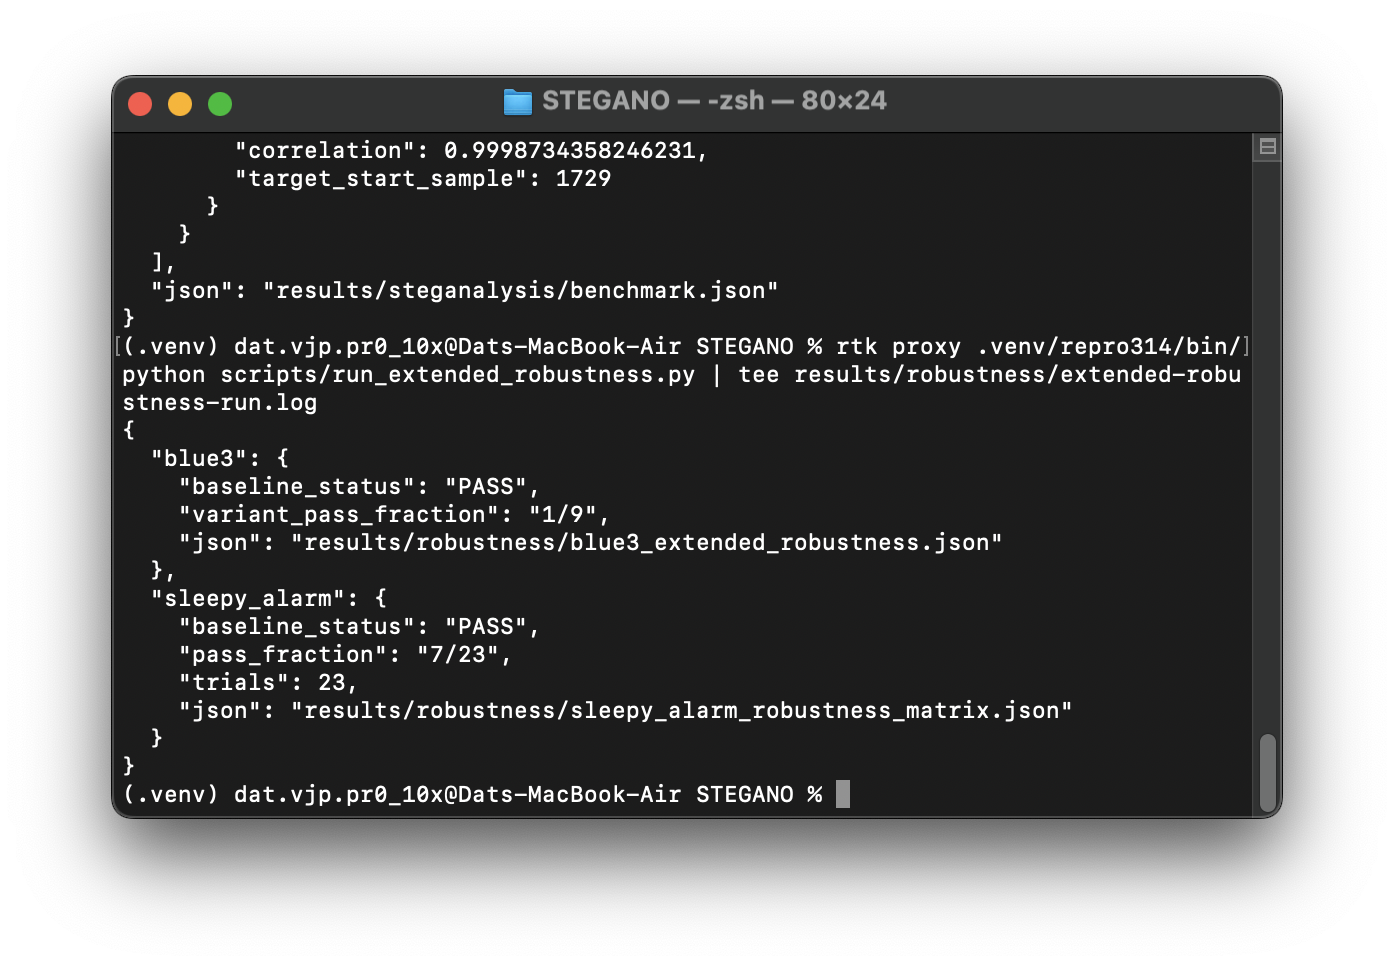 STEGANO — -zsh — 80×24
"correlation": 0.9998734358246231,
"target_start_sample": 1729
}
}
],
"json": "results/steganalysis/benchmark.json"
}
[(.venv) dat.vjp.pr0_10x@Dats-MacBook-Air STEGANO % rtk proxy .venv/repro314/bin/]
python scripts/run_extended_robustness.py | tee results/robustness/extended-robu
stness-run.log
{
"blue3": {
"baseline_status": "PASS",
"variant_pass_fraction": "1/9",
"json": "results/robustness/blue3_extended_robustness.json"
},
"sleepy_alarm": {
"baseline_status": "PASS",
"pass_fraction": "7/23",
"trials": 23,
"json": "results/robustness/sleepy_alarm_robustness_matrix.json"
}
}
(.venv) dat.vjp.pr0_10x@Dats-MacBook-Air STEGANO %